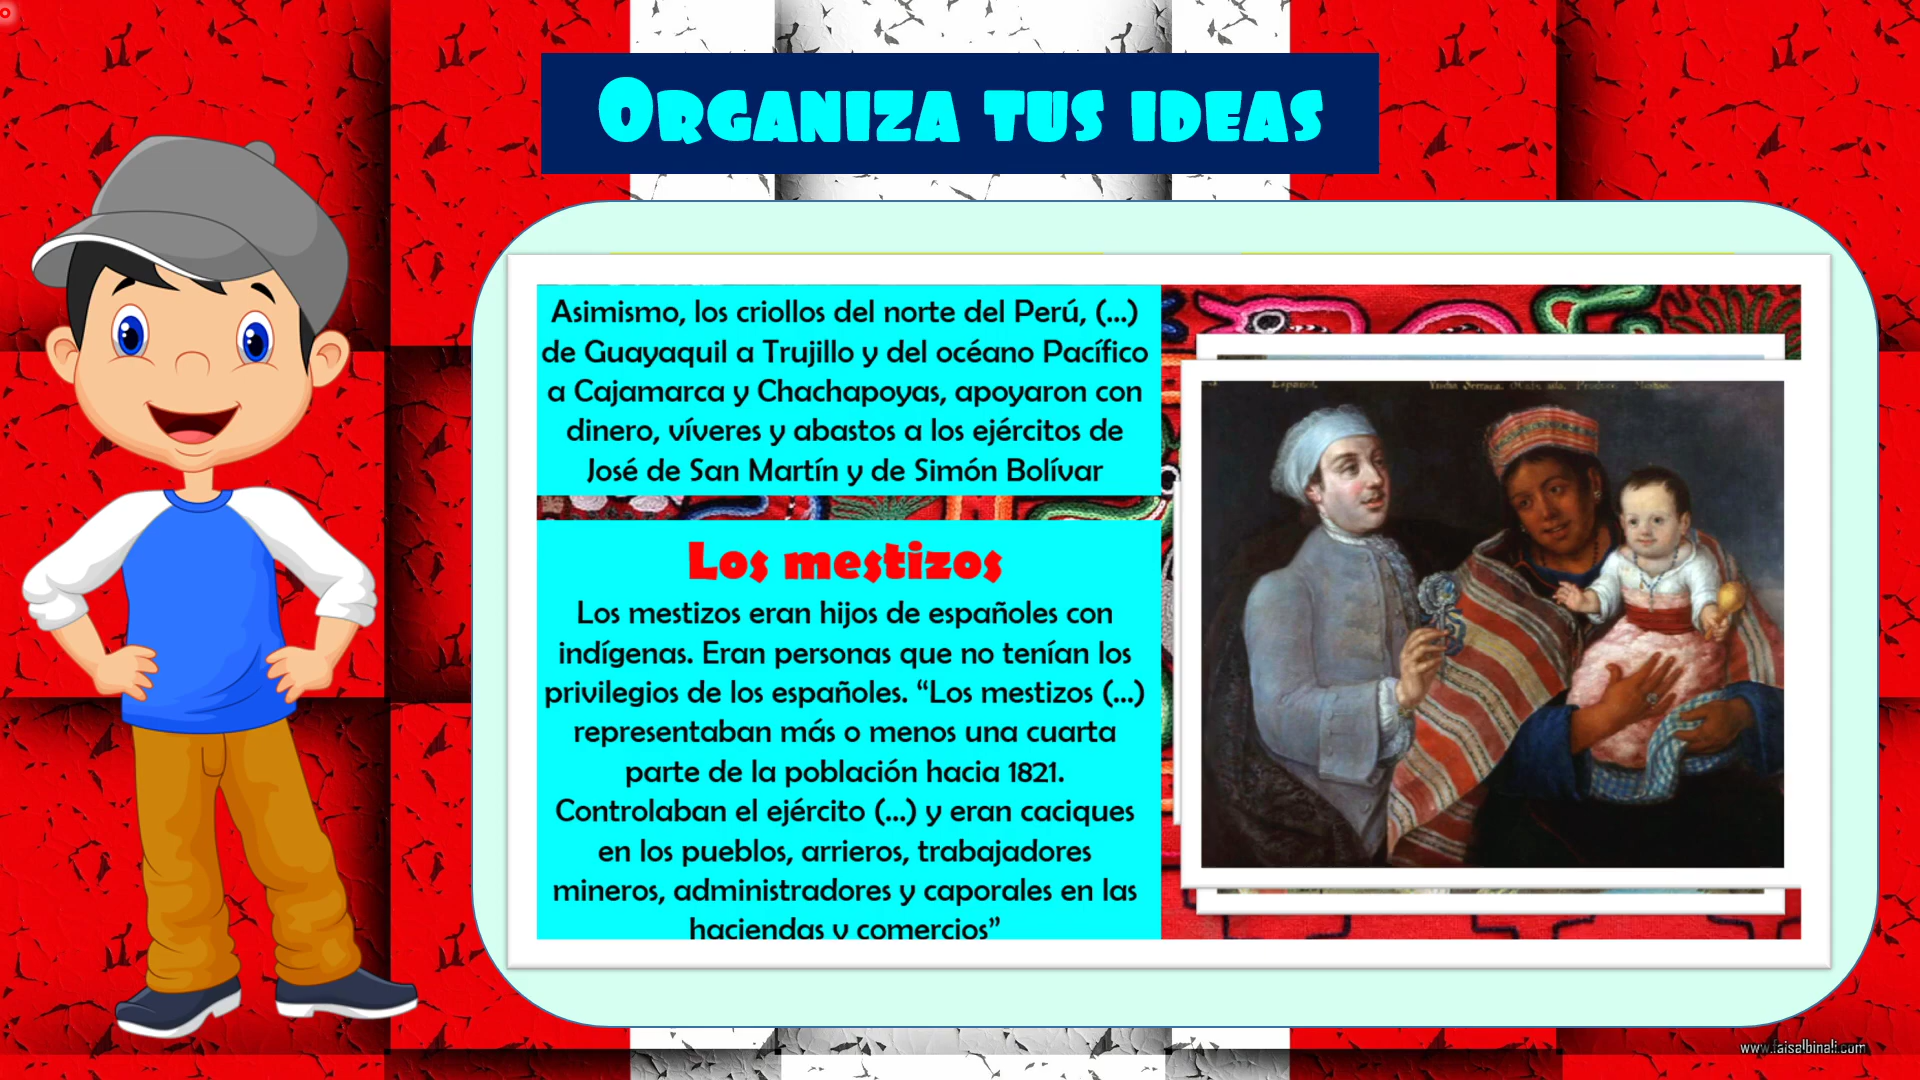 ORGANIZA TUS IDEAS
Asimismo, los criollos del norte del Perú, (...)
de Guayaquil a Trujillo y del océano Pacífico
a Cajamarca y Chachapoyas, apoyaron con
dinero, víveres y abastos a los ejércitos de
José de San Martín y de Simón Bolívar
Los mestizos
Los mestizos eran hijos de españoles con
indígenas. Eran personas que no tenían los
privilegios de los españoles. “Los mestizos (...)
representaban más o menos una cuarta
parte de la población hacia 1821.
Controlaban el ejército (...) y eran caciques
en los pueblos, arrieros, trabajadores
mineros, administradores y caporales en las
haciendas y comercios”
Español.
www.faisalbinali.com